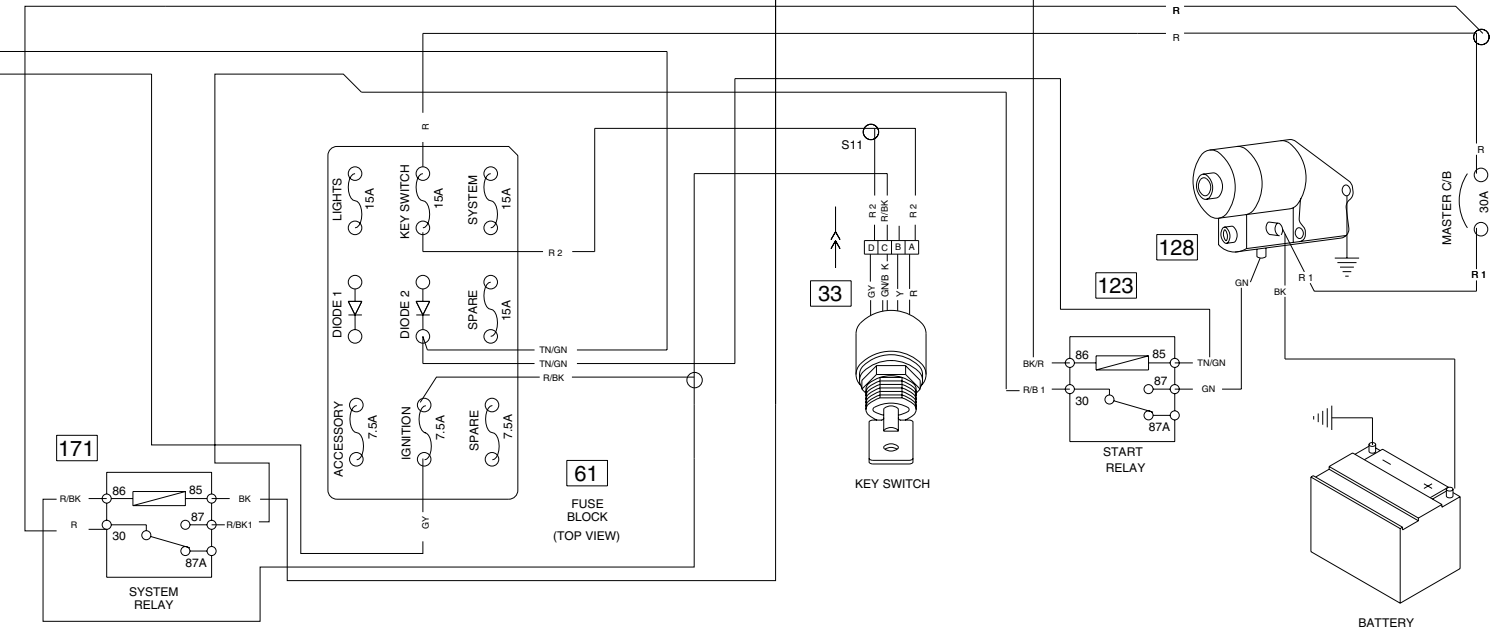 R
R
R
S11
LIGHTS
15A
KEY SWITCH
15A
SYSTEM
15A
R 2
R/BK
R 2
R
MASTER C/B
30A
D C B A
R 2
128
33
GY
GN/B K
Y
R
R 1
GN
BK
R 1
123
DIODE 1
DIODE 2
SPARE
15A
TN/GN
TN/GN
R/BK
BK/R
86
85
TN/GN
R/B 1
30
87
GN
87A
START
RELAY
ACCESSORY
7.5A
IGNITION
7.5A
SPARE
7.5A
171
61
FUSE
BLOCK
(TOP VIEW)
KEY SWITCH
-
+
R/BK
86
85
BK
R
30
87
R/BK1
87A
GY
SYSTEM
RELAY
BATTERY